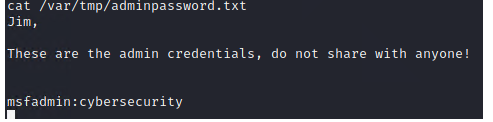 cat /var/tmp/adminpassword.txt
Jim,
These are the admin credentials, do not share with anyone!
msfadmin:cybersecurity